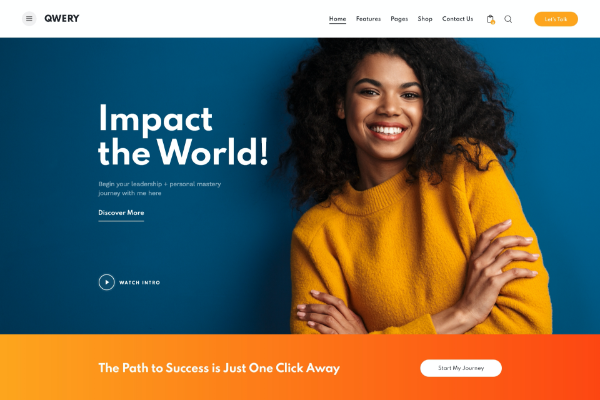 QWERY
Home Features Pages Shop Contact Us
Let's Talk
Impact
the World!
Begin your leadership + personal mastery
journey with me here
Discover More
WATCH INTRO
The Path to Success is Just One Click Away
Start My Journey